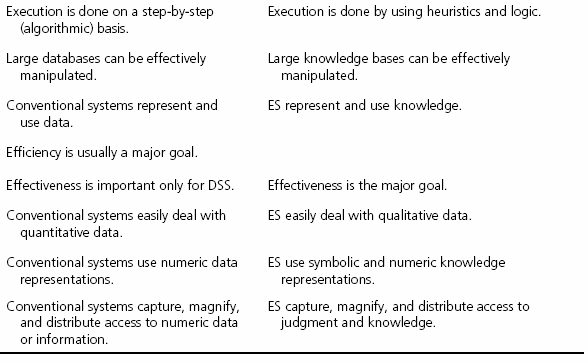 Execution is done on a step-by-step
(algorithmic) basis.
Execution is done by using heuristics and logic.
Large databases can be effectively
manipulated.
Large knowledge bases can be effectively
manipulated.
Conventional systems represent and
use data.
ES represent and use knowledge.
Efficiency is usually a major goal.
Effectiveness is important only for DSS.
Effectiveness is the major goal.
Conventional systems easily deal with
quantitative data.
ES easily deal with qualitative data.
Conventional systems use numeric data
representations.
ES use symbolic and numeric knowledge
representations.
Conventional systems capture, magnify,
and distribute access to numeric data
or information.
ES capture, magnify, and distribute access to
judgment and knowledge.